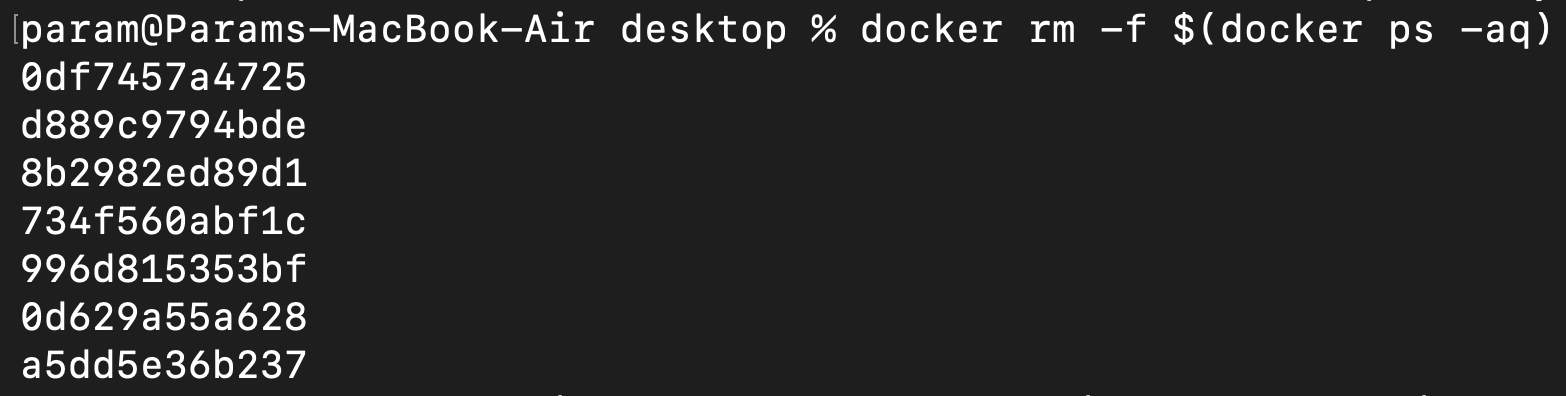 [param@Params-MacBook-Air desktop % docker rm -f $(docker ps -aq)
0df7457a4725
d889c9794bde
8b2982ed89d1
734f560abf1c
996d815353bf
0d629a55a628
a5dd5e36b237